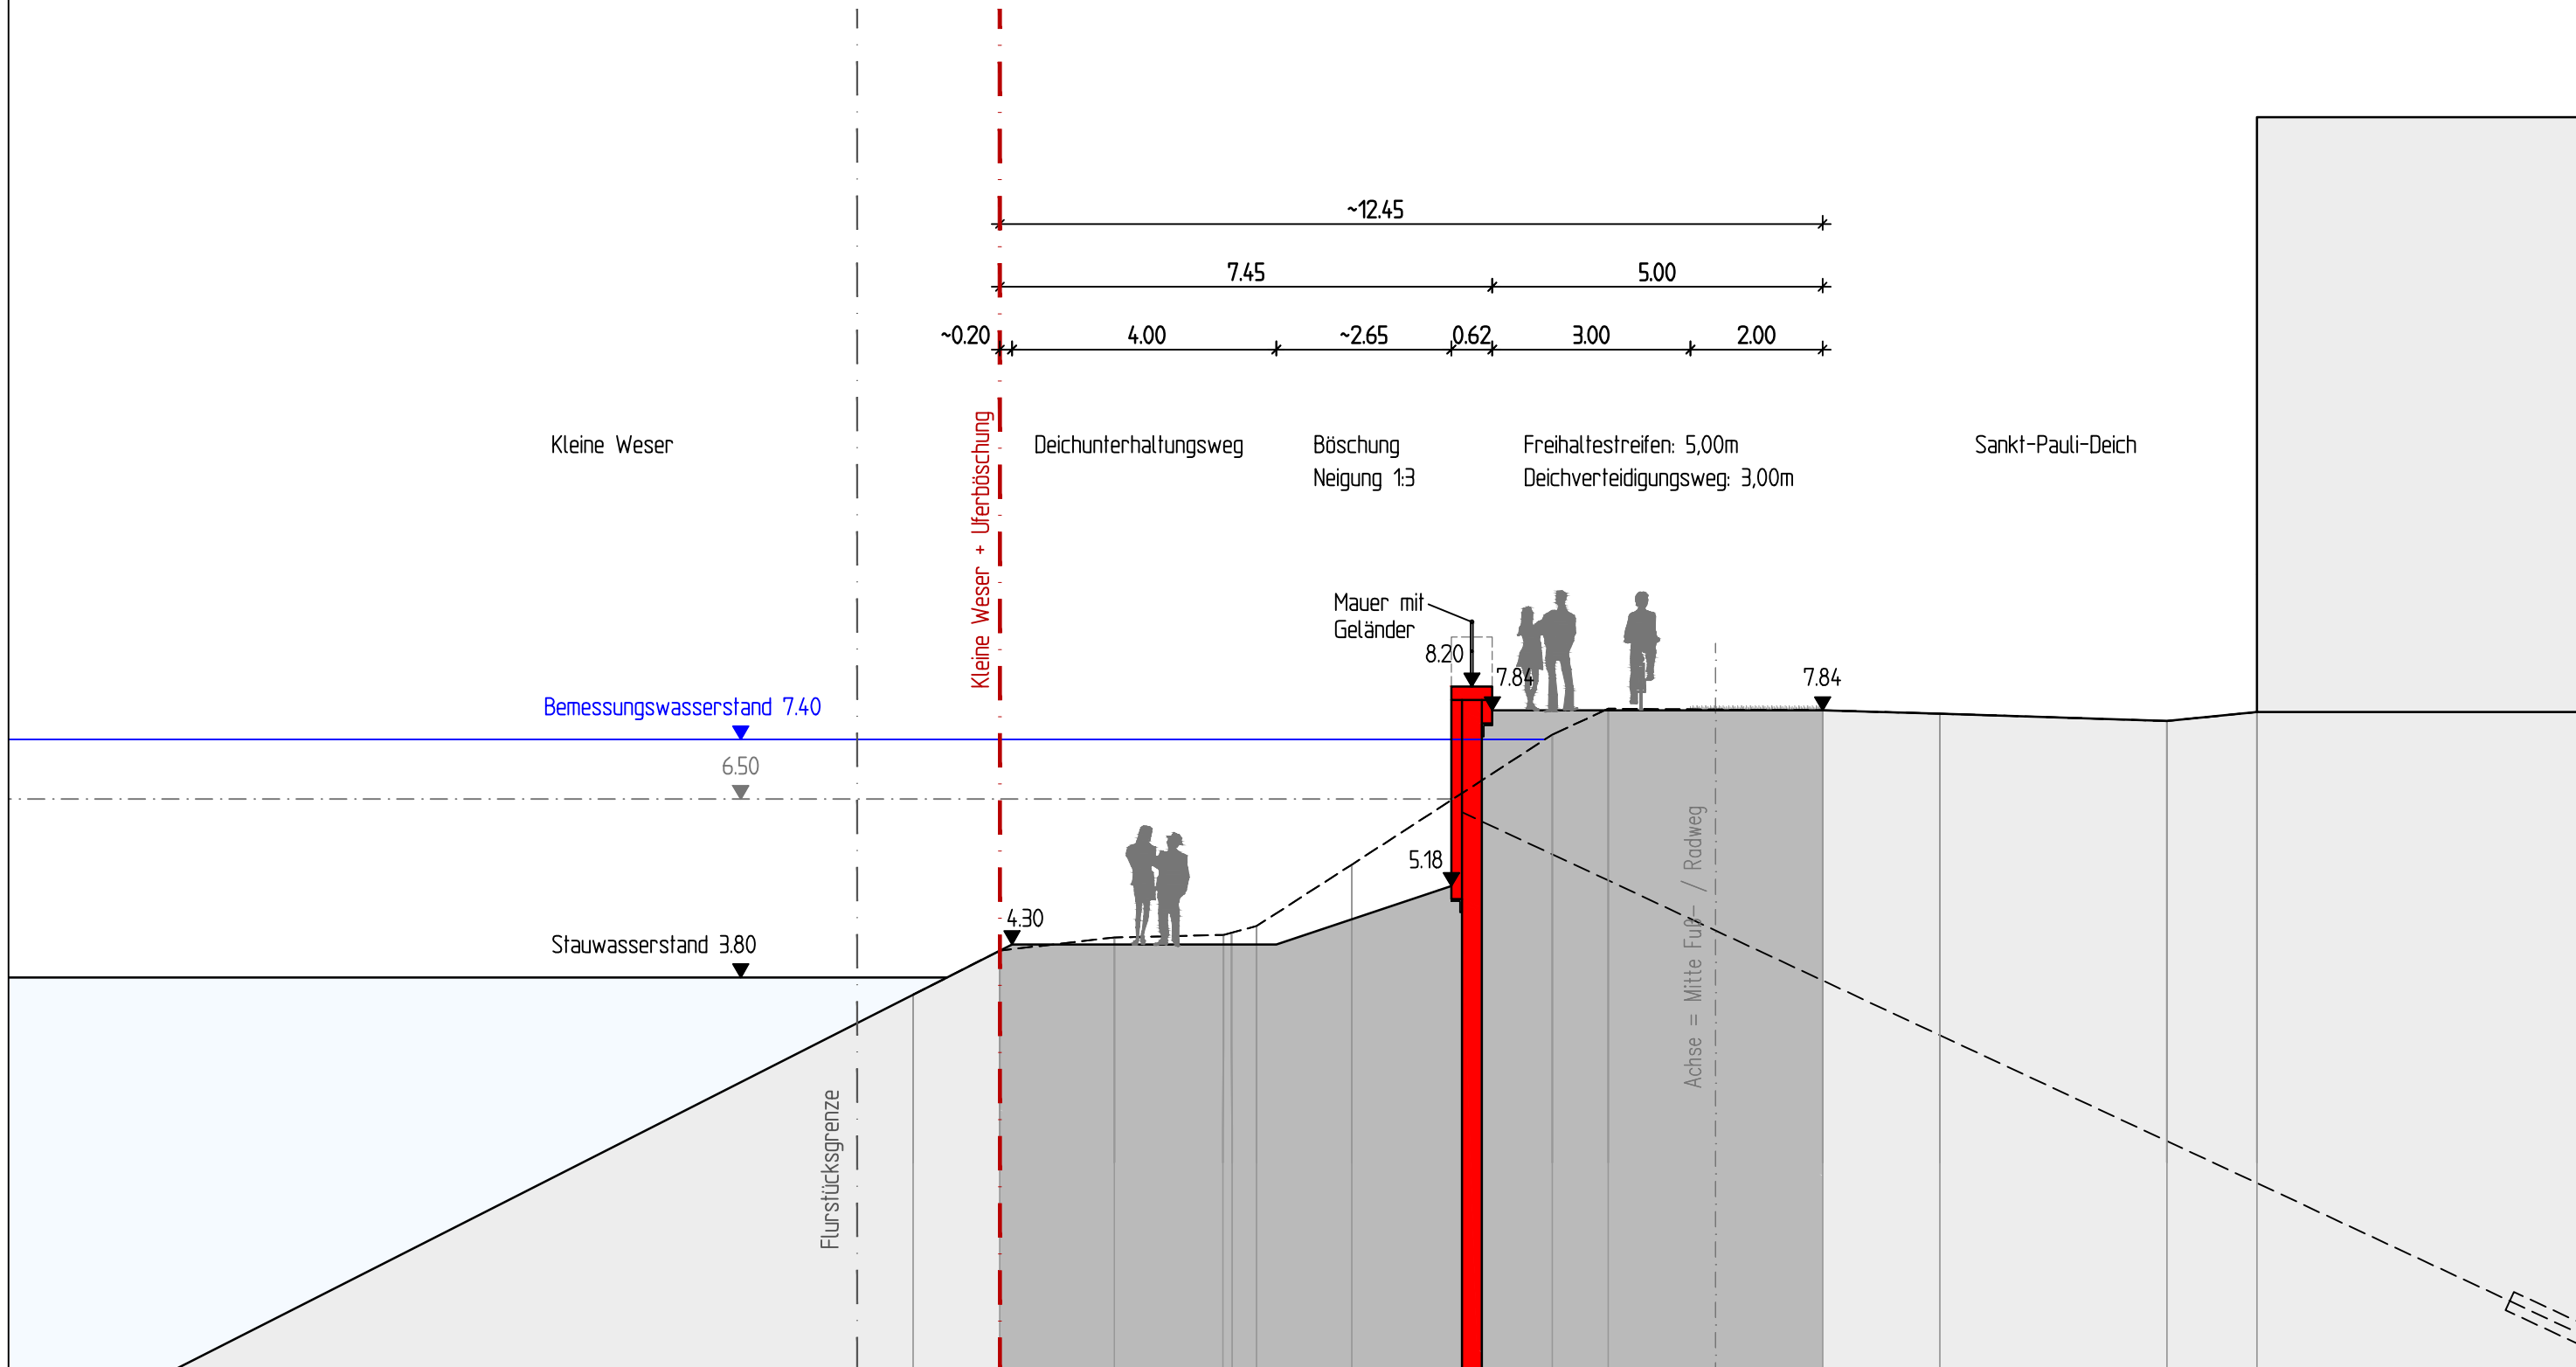 ~12.45
7.45
5.00
~0.20
4.00
~2.65
0.62
3.00
2.00
Kleine Weser
Kleine Weser + Uferböschung
Deichunterhaltungsweg
Böschung
Neigung 1:3
Freihaltestreifen: 5,00m
Deichverteidigungsweg: 3,00m
Sankt-Pauli-Deich
Mauer mit
Geländer
8.20
7.84
7.84
Bemessungswasserstand 7.40
6.50
5.18
4.30
Stauwasserstand 3.80
Achse = Mitte Fuß- / Radweg
Flurstücksgrenze